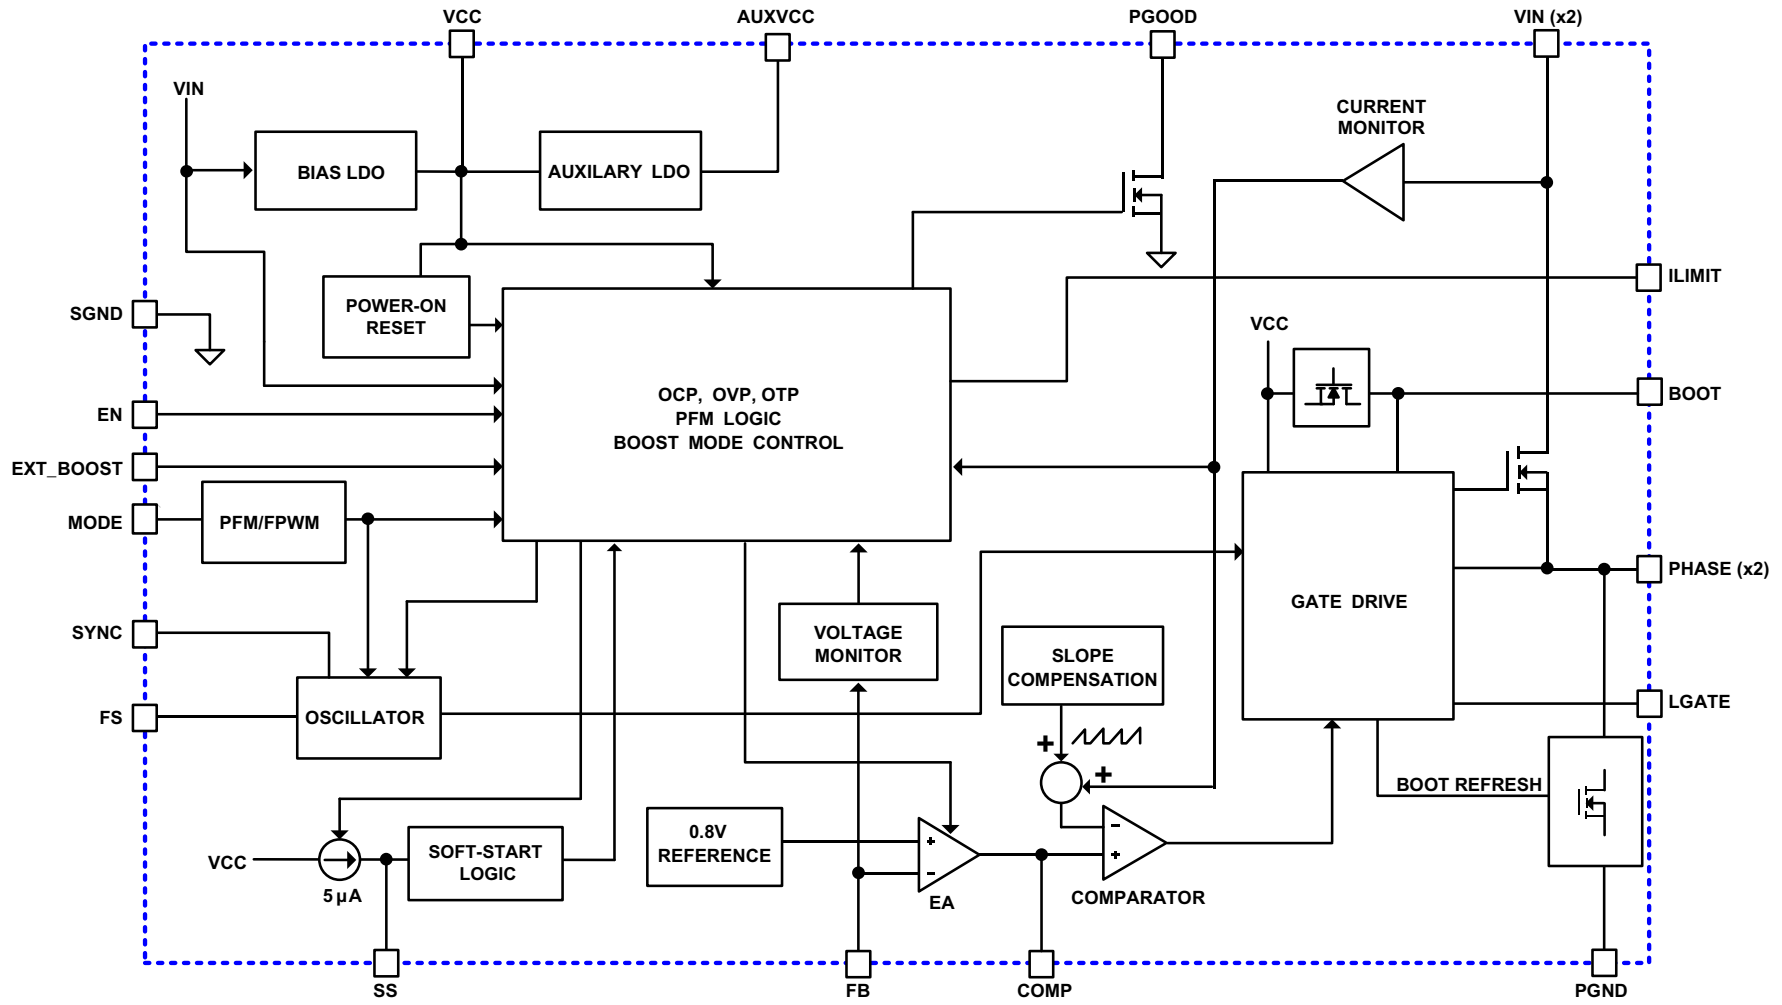 VCC
AUXVCC
PGOOD
VIN (x2)
VIN
CURRENT
MONITOR
BIAS LDO
AUXILARY LDO
ILIMIT
SGND
POWER-ON
RESET
VCC
BOOT
OCP, OVP, OTP
PFM LOGIC
BOOST MODE CONTROL
EN
EXT_BOOST
MODE
PFM/FPWM
PHASE (x2)
GATE DRIVE
SYNC
VOLTAGE
MONITOR
SLOPE
COMPENSATION
FS
OSCILLATOR
LGATE
+
+
BOOT REFRESH
0.8V
REFERENCE
+
-
EA
-
+
COMPARATOR
VCC
5 µA
SOFT-START
LOGIC
SS
FB
COMP
PGND